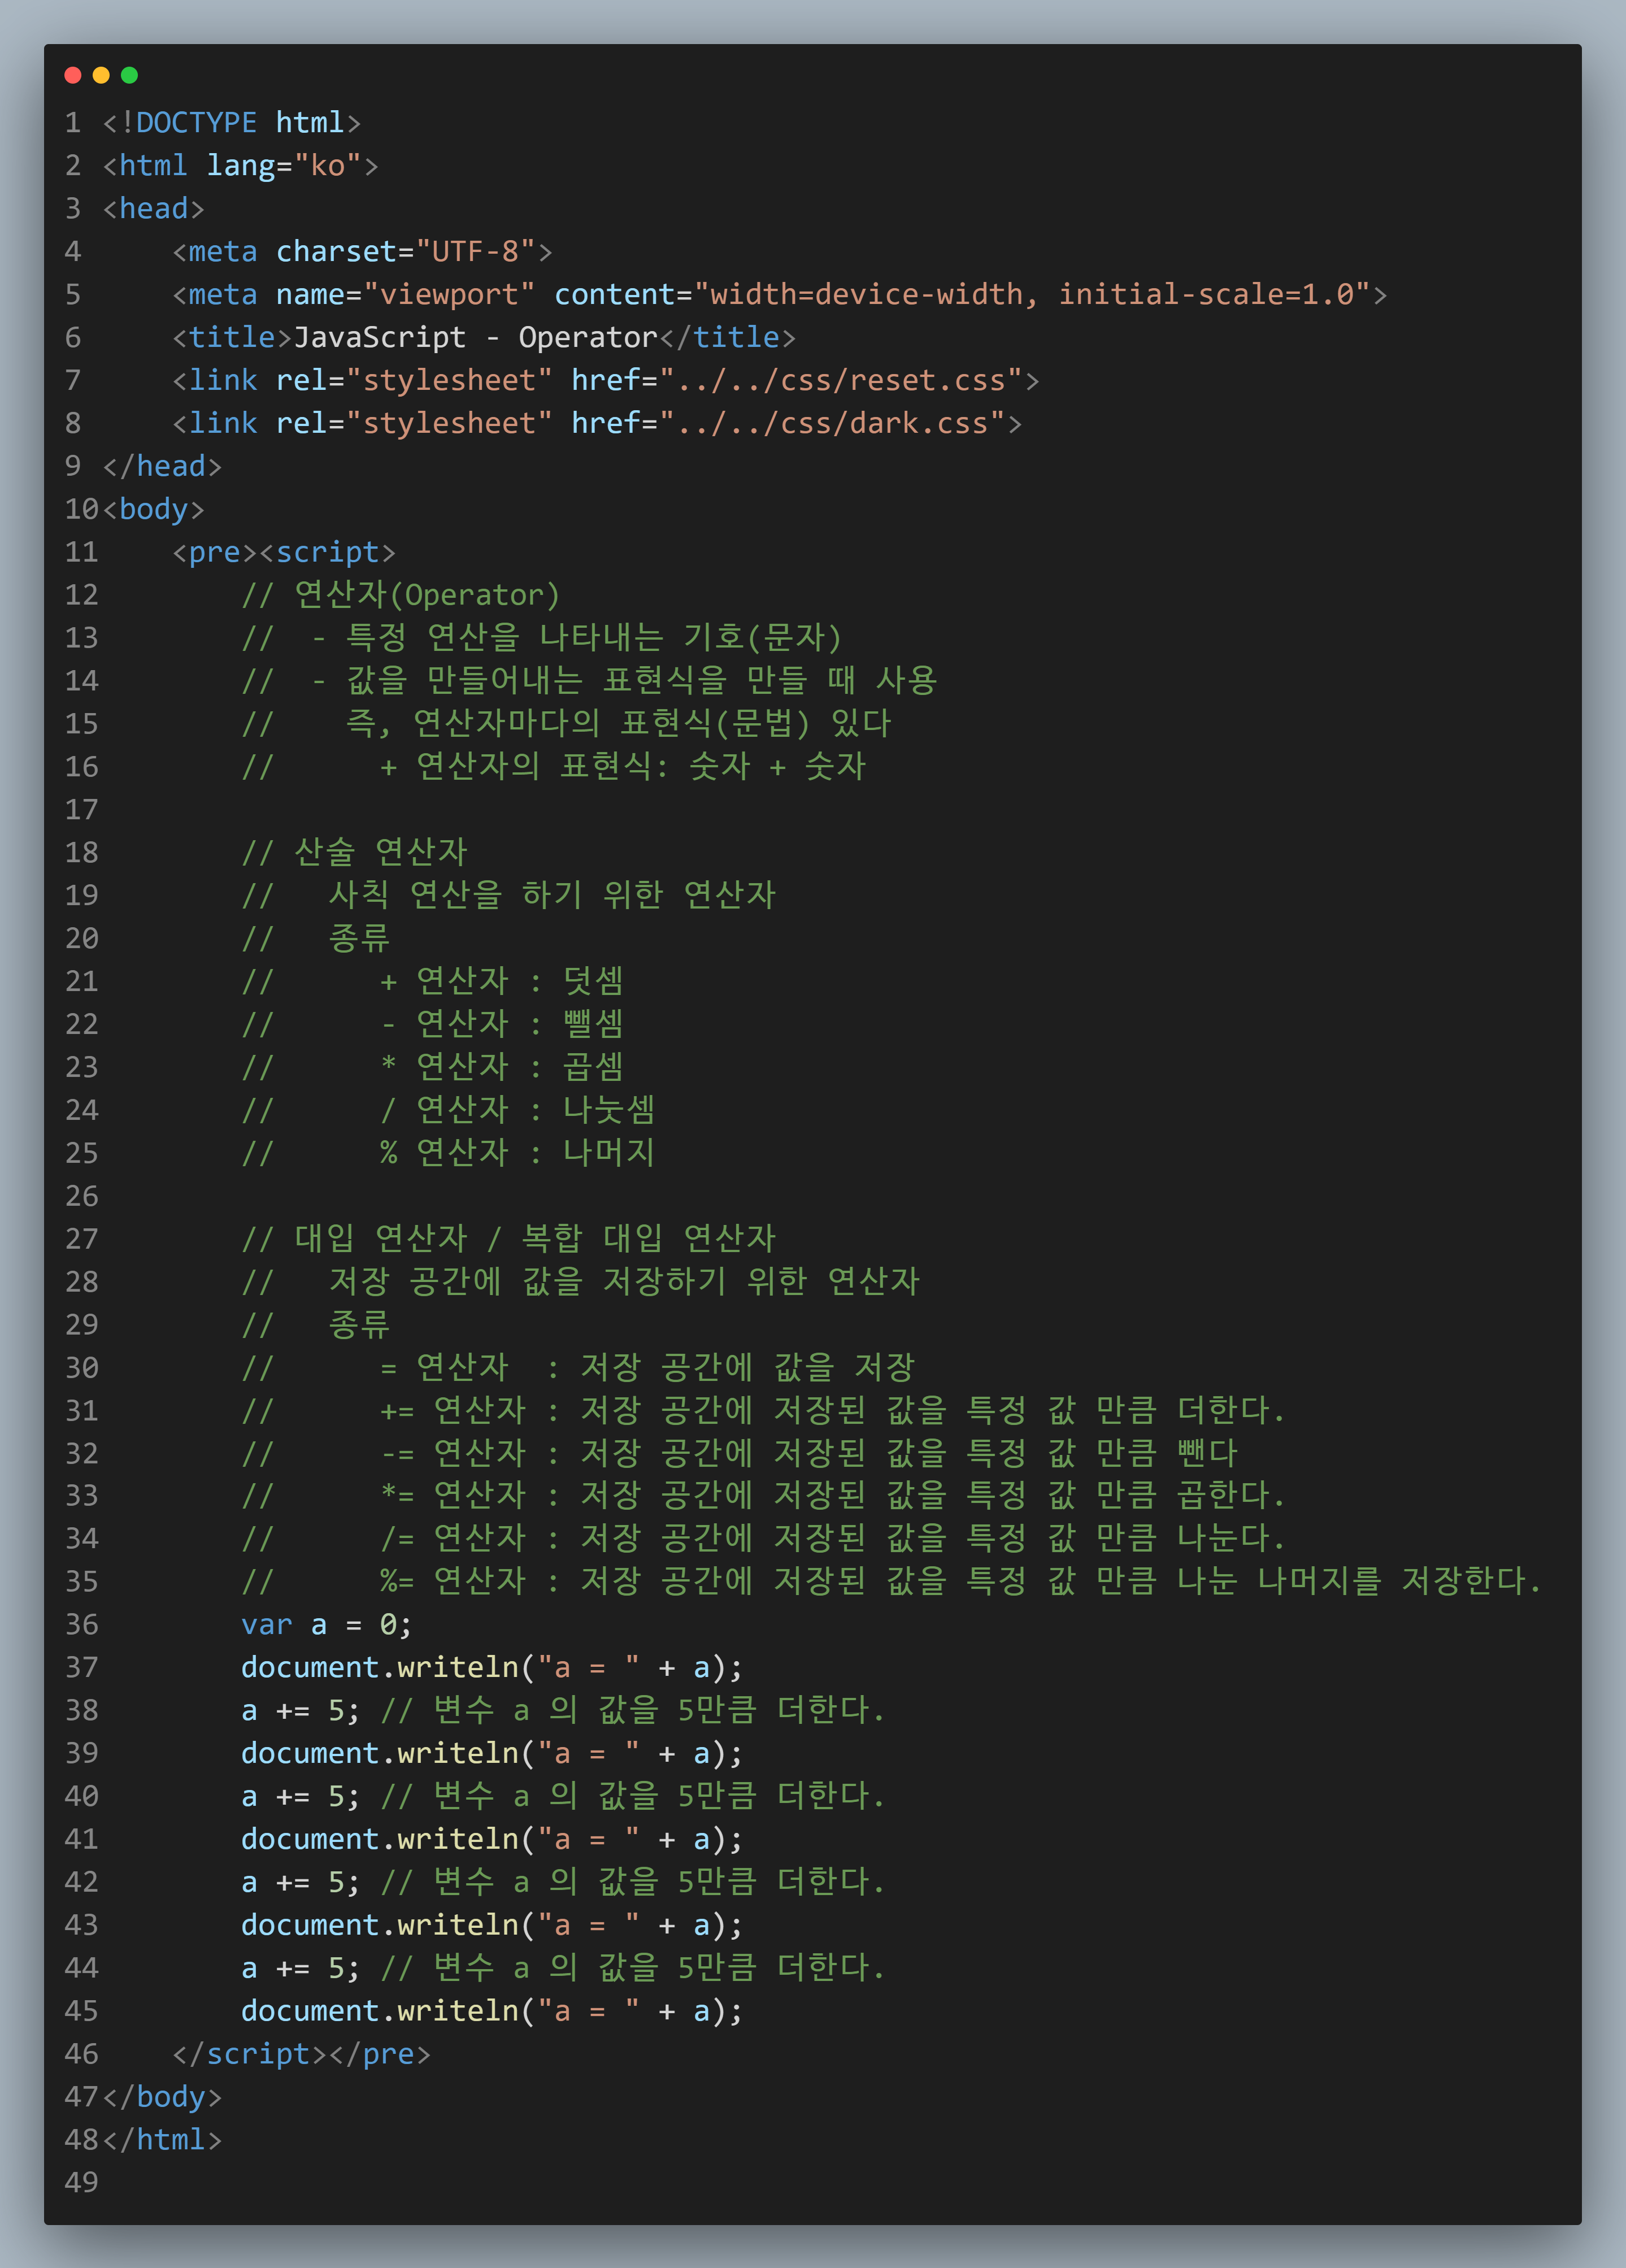 1 <!DOCTYPE html>
2 <html lang="ko">
3 <head>
4     <meta charset="UTF-8">
5     <meta name="viewport" content="width=device-width, initial-scale=1.0">
6     <title>JavaScript - Operator</title>
7     <link rel="stylesheet" href="../../css/reset.css">
8     <link rel="stylesheet" href="../../css/dark.css">
9 </head>
10<body>
11    <pre><script>
12        // 연산자(Operator)
13        //  - 특정 연산을 나타내는 기호(문자)
14        //  - 값을 만들어내는 표현식을 만들 때 사용
15        //    즉, 연산자마다의 표현식(문법) 있다
16        //      + 연산자의 표현식: 숫자 + 숫자
17
18        // 산술 연산자
19        //   사칙 연산을 하기 위한 연산자
20        //   종류
21        //      + 연산자 : 덧셈
22        //      - 연산자 : 뺄셈
23        //      * 연산자 : 곱셈
24        //      / 연산자 : 나눗셈
25        //      % 연산자 : 나머지
26
27        // 대입 연산자 / 복합 대입 연산자
28        //   저장 공간에 값을 저장하기 위한 연산자
29        //   종류
30        //      = 연산자  : 저장 공간에 값을 저장
31        //      += 연산자 : 저장 공간에 저장된 값을 특정 값 만큼 더한다.
32        //      -= 연산자 : 저장 공간에 저장된 값을 특정 값 만큼 뺀다
33        //      *= 연산자 : 저장 공간에 저장된 값을 특정 값 만큼 곱한다.
34        //      /= 연산자 : 저장 공간에 저장된 값을 특정 값 만큼 나눈다.
35        //      %= 연산자 : 저장 공간에 저장된 값을 특정 값 만큼 나눈 나머지를 저장한다.
36        var a = 0;
37        document.writeln("a = " + a);
38        a += 5; // 변수 a 의 값을 5만큼 더한다.
39        document.writeln("a = " + a);
40        a += 5; // 변수 a 의 값을 5만큼 더한다.
41        document.writeln("a = " + a);
42        a += 5; // 변수 a 의 값을 5만큼 더한다.
43        document.writeln("a = " + a);
44        a += 5; // 변수 a 의 값을 5만큼 더한다.
45        document.writeln("a = " + a);
46    </script></pre>
47</body>
48</html>
49